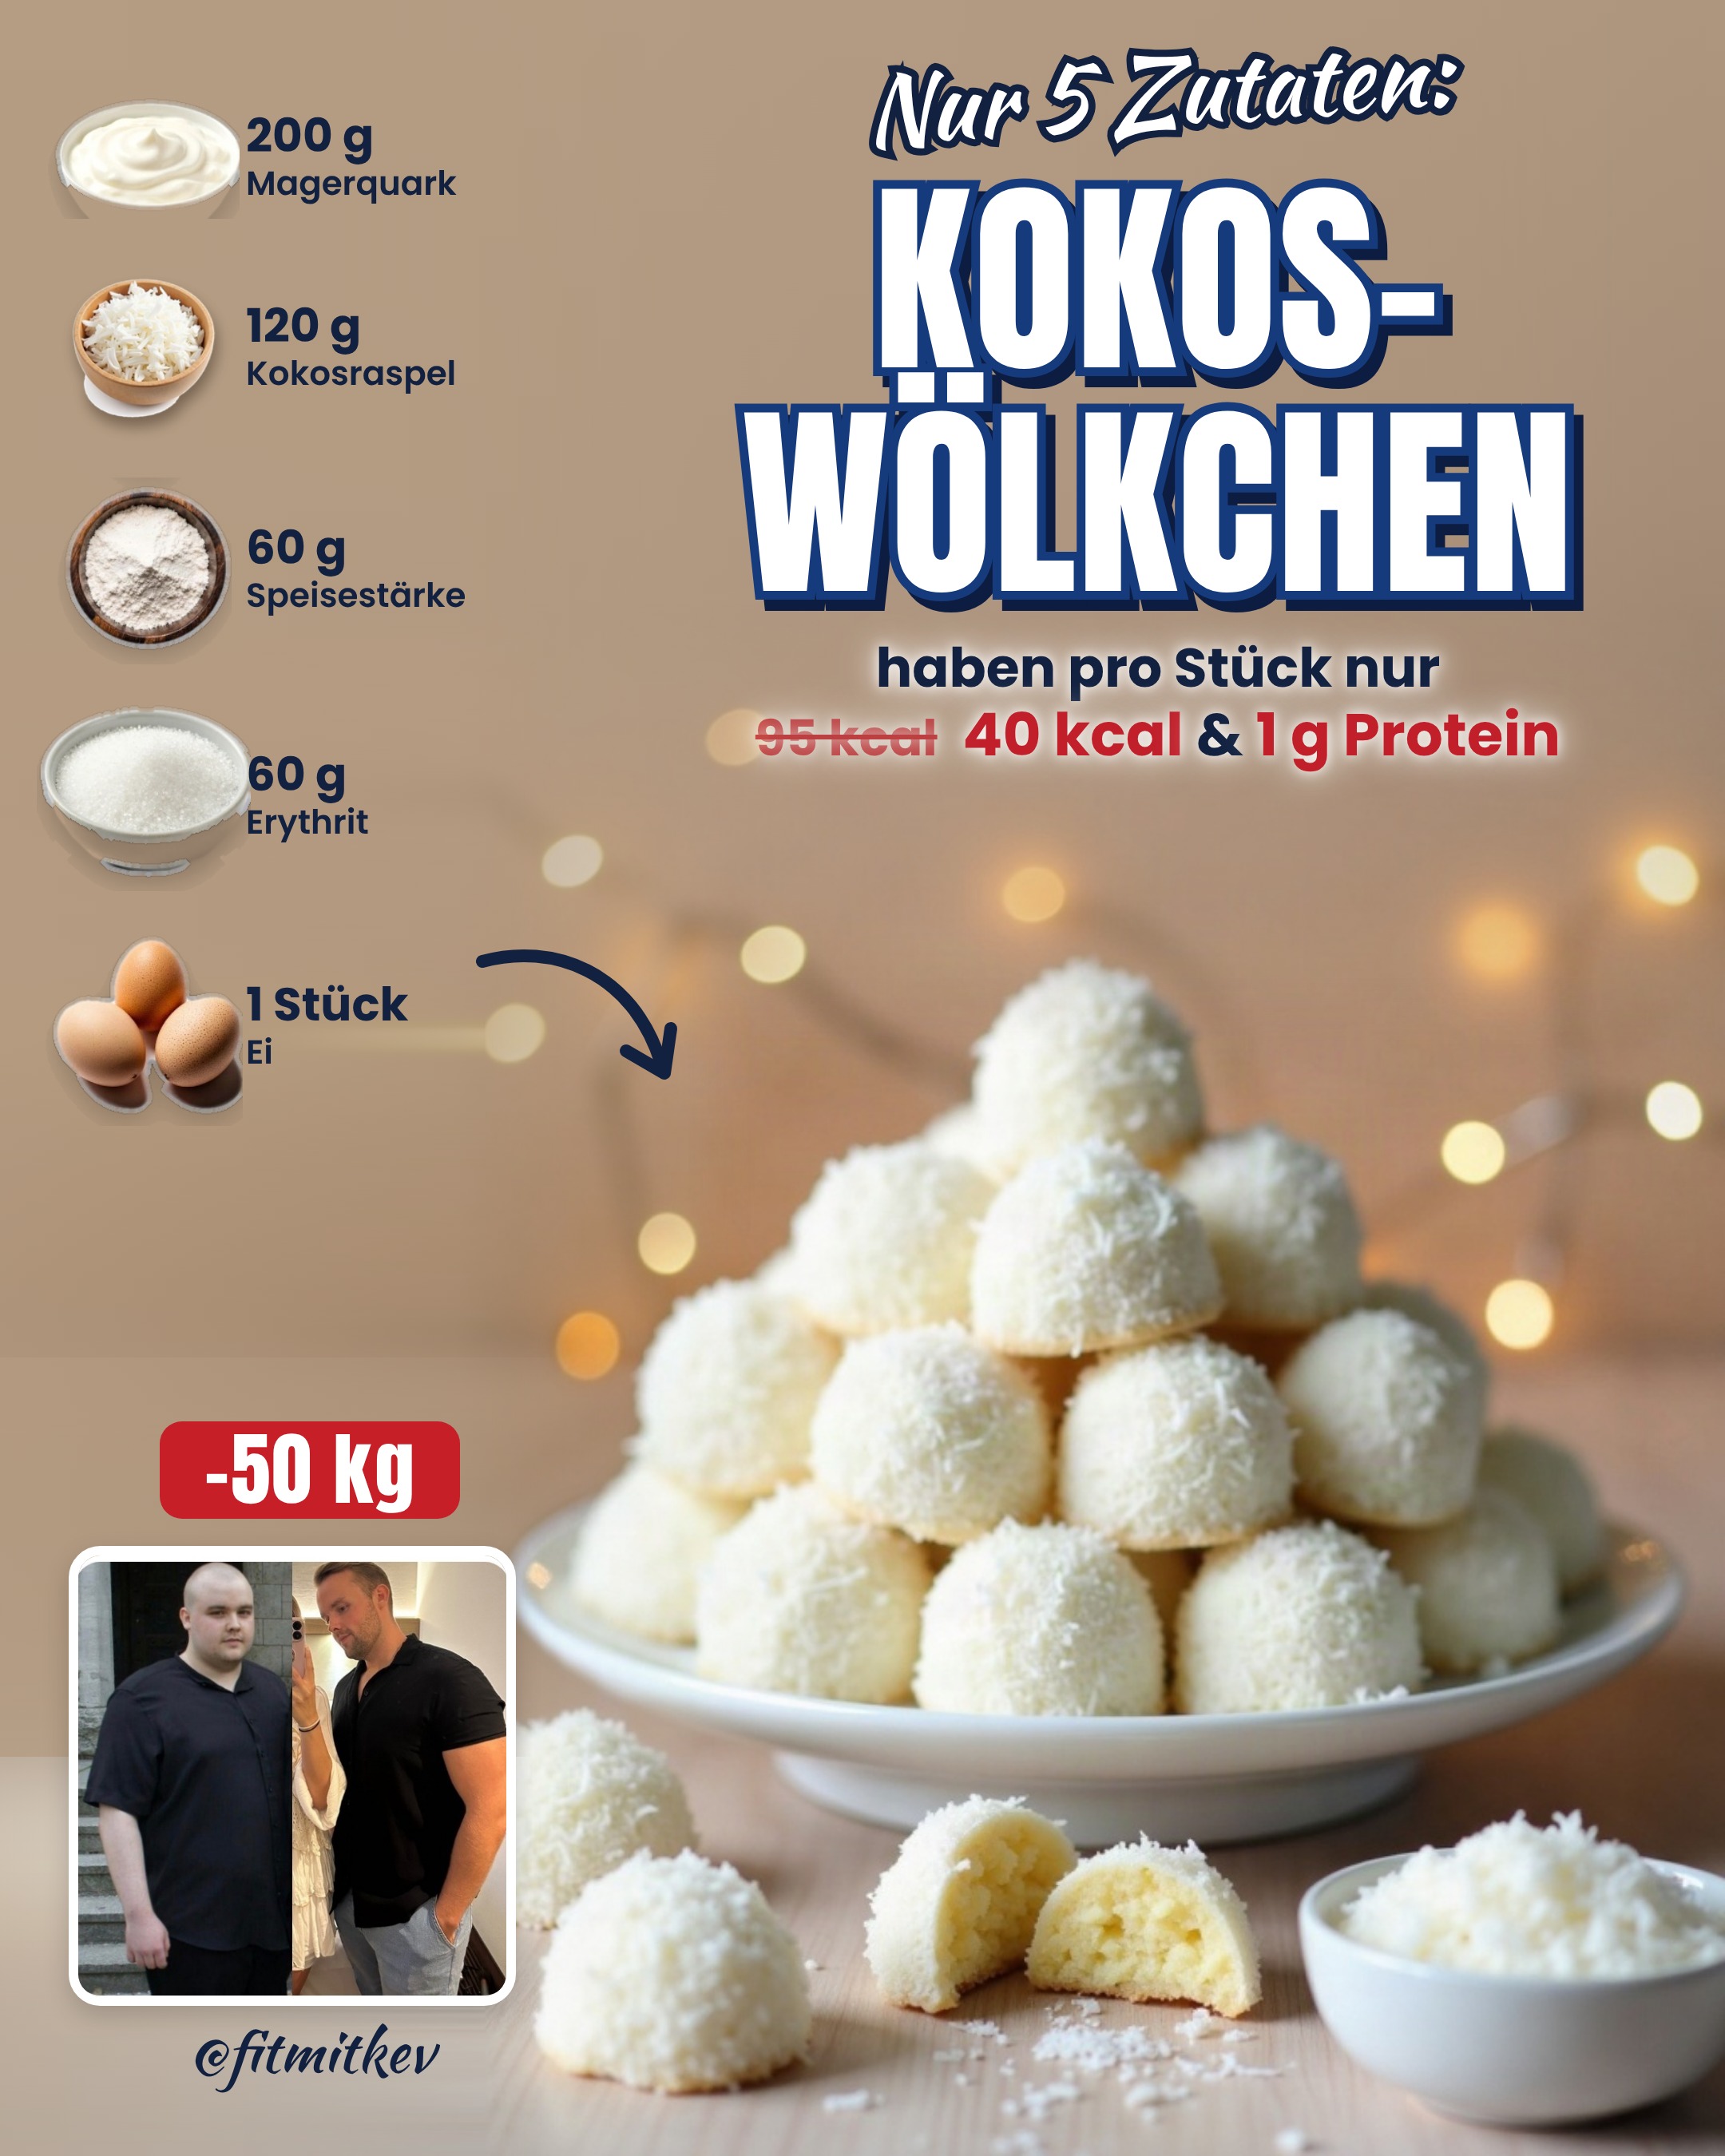 Nur 5 Zutaten:
KOKOS-
WÖLKCHEN
haben pro Stück nur
95 kcal 40 kcal & 1 g Protein
200 g
Magerquark
120 g
Kokosraspel
60 g
Speisestärke
60 g
Erythrit
1 Stück
Ei
-50 kg
@fitmitkev